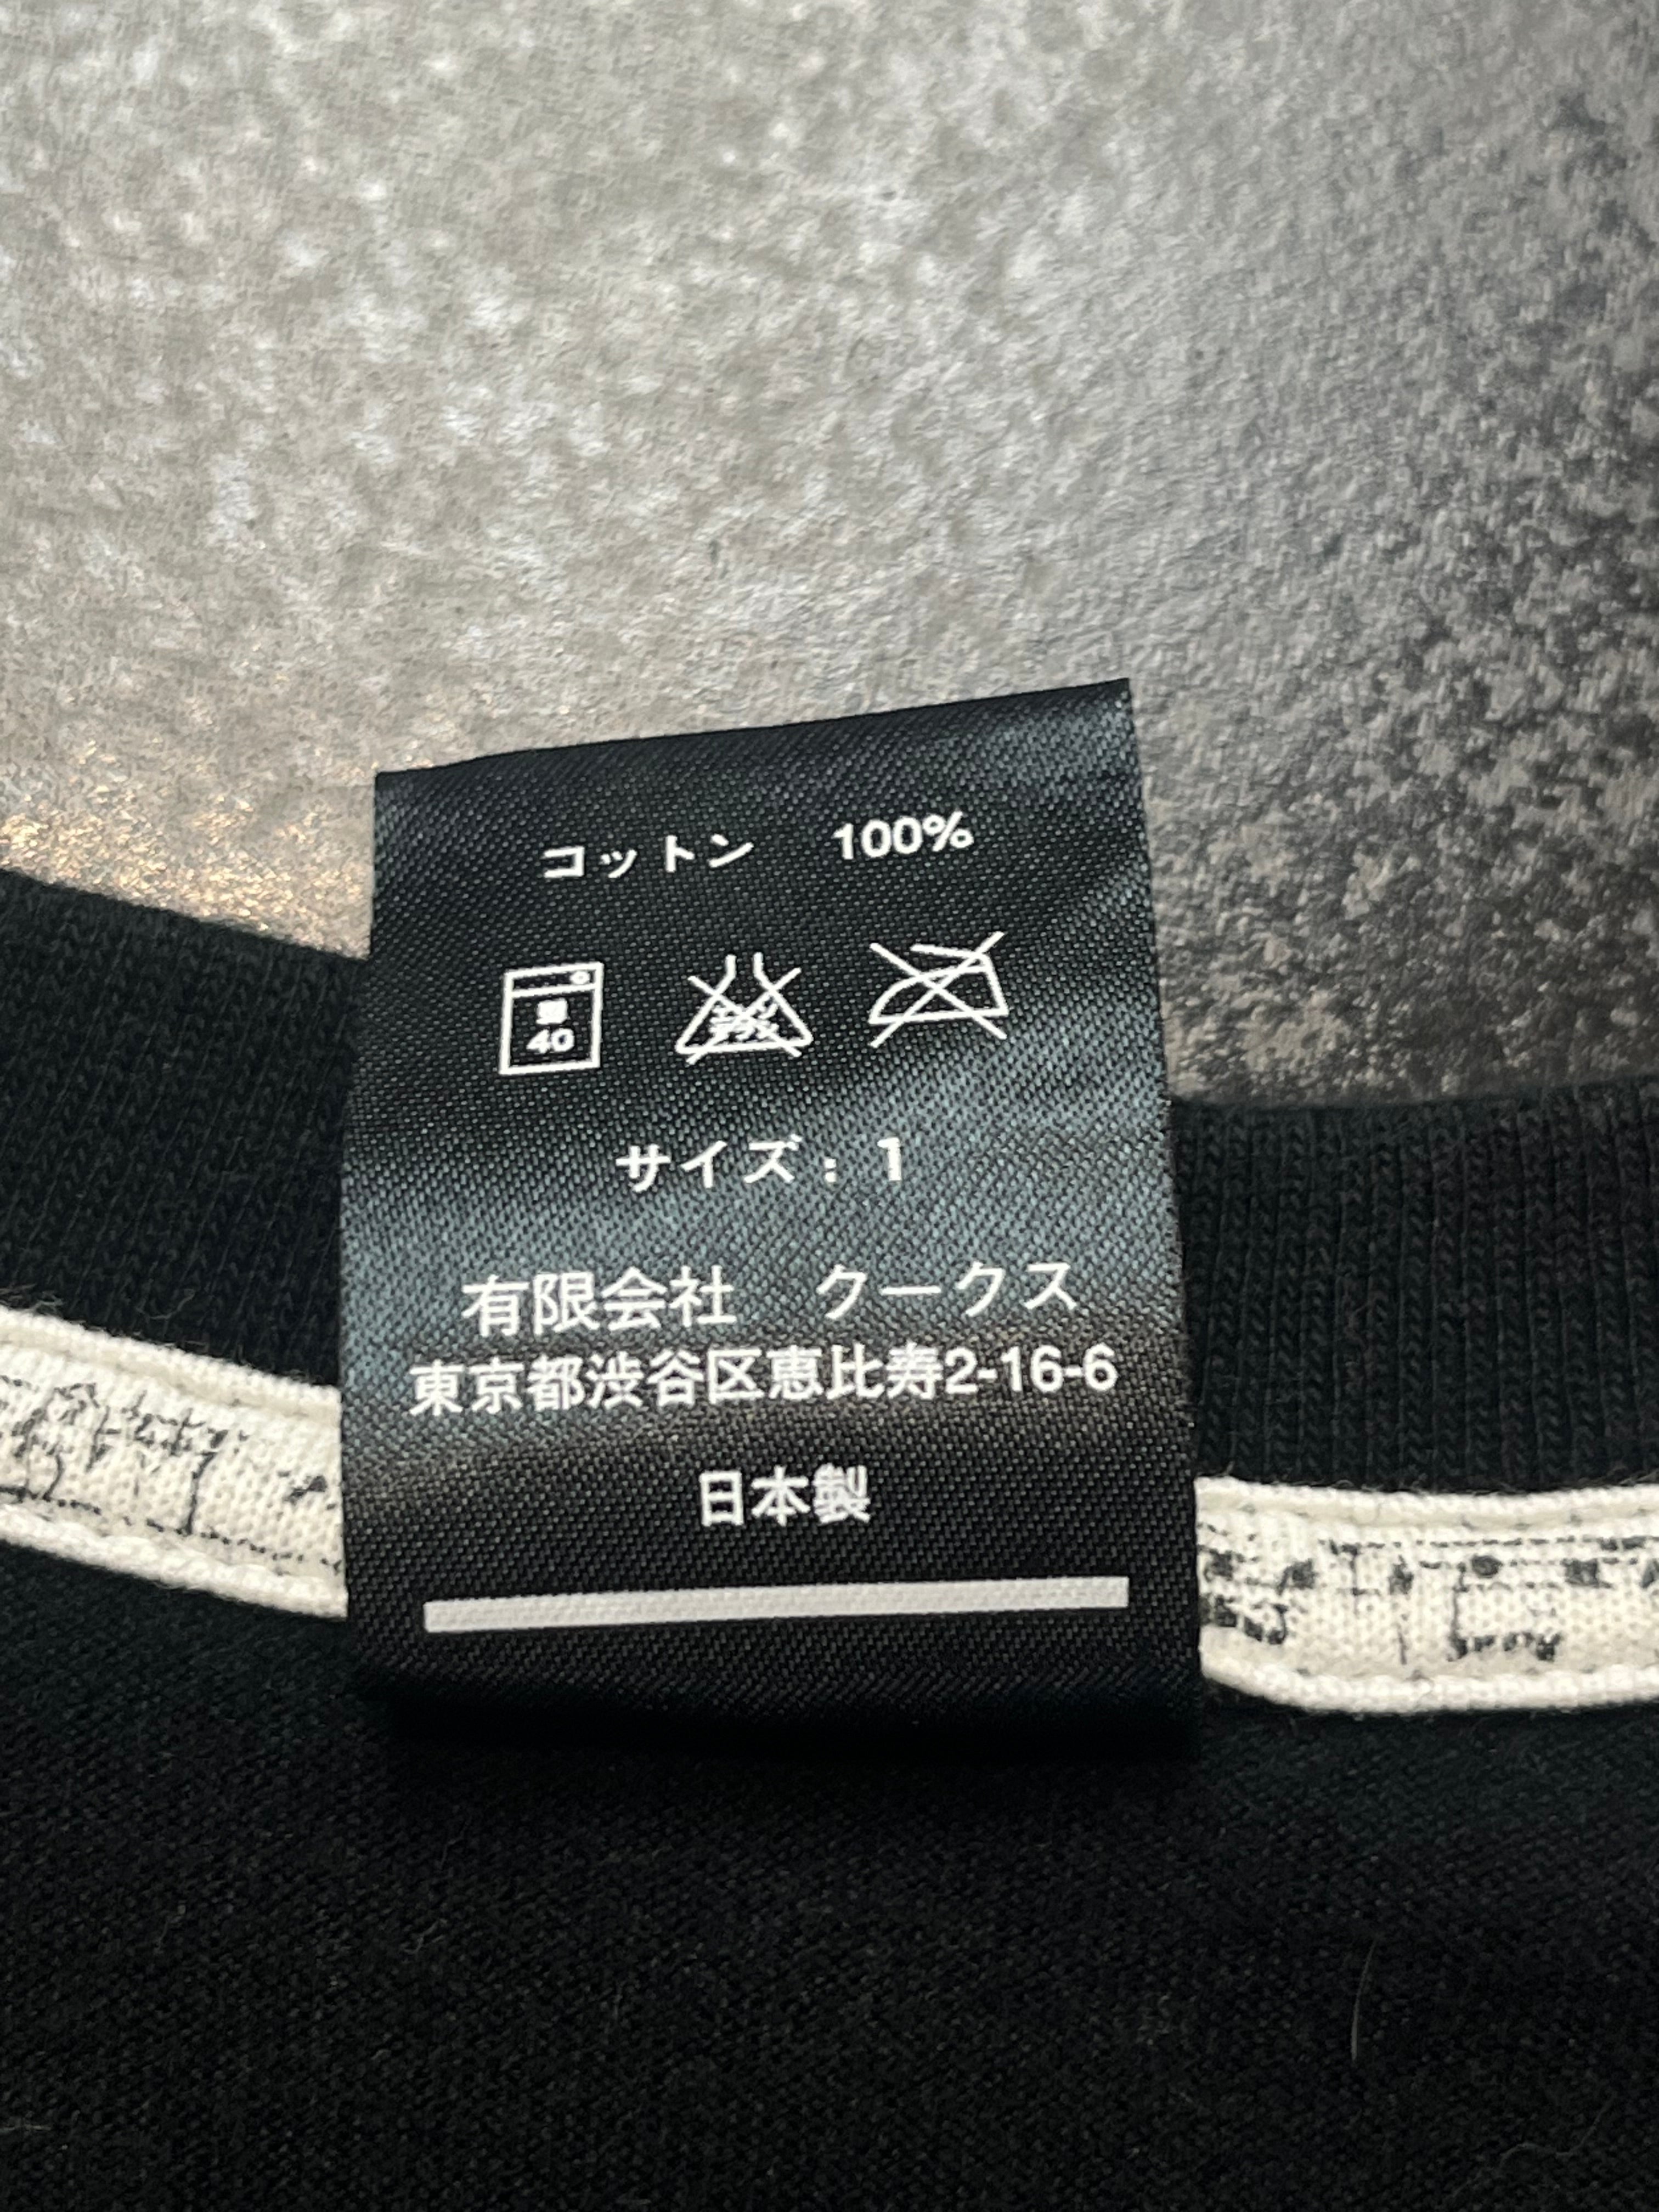 コットン 100%
40
サイズ: 1
有限会社 クークス
東京都渋谷区恵比寿2-16-6
日本製